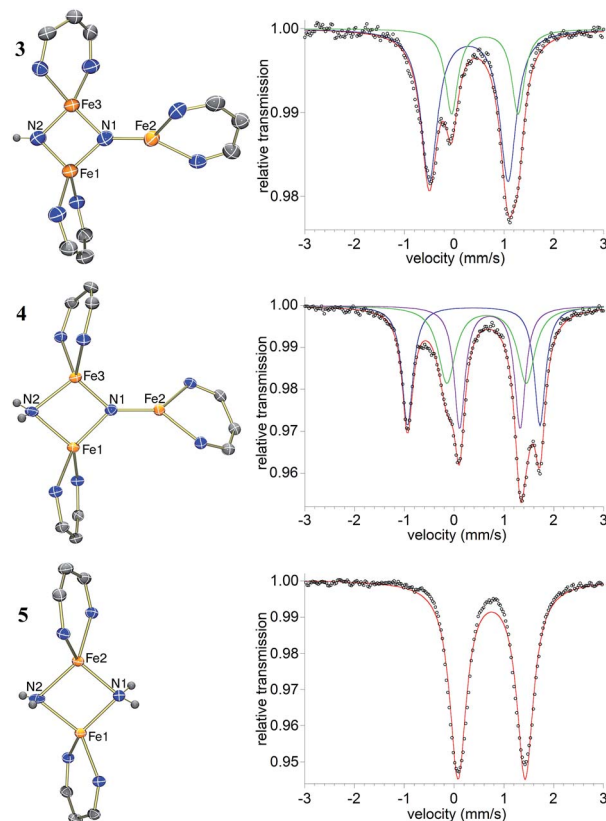 3
Fe3
N2
N1
Fe2
Fe1
relative transmission
1.00
0.99
0.98
-3 -2 -1 0 1 2 3
velocity (mm/s)
4
Fe3
N2
N1
Fe2
Fe1
relative transmission
1.00
0.99
0.98
0.97
0.96
-3 -2 -1 0 1 2 3
velocity (mm/s)
5
Fe2
N2
N1
Fe1
relative transmission
1.00
0.99
0.98
0.97
0.96
0.95
-3 -2 -1 0 1 2 3
velocity (mm/s)